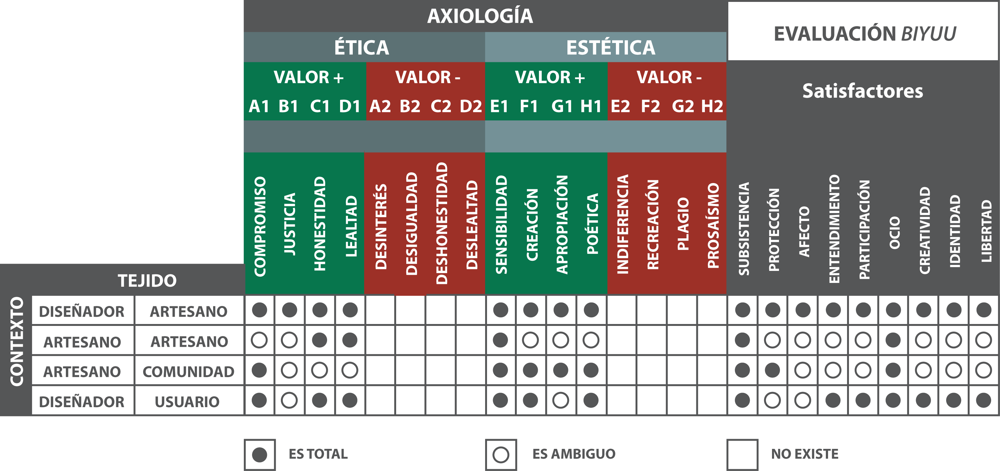 AXIOLOGÍA
EVALUACIÓN BIYUU
ÉTICA
ESTÉTICA
VALOR +
VALOR -
VALOR +
VALOR -
Satisfactores
A1 B1 C1 D1 A2 B2 C2 D2 E1 F1 G1 H1 E2 F2 G2 H2
COMPROMISO
JUSTICIA
HONESTIDAD
LEALTAD
DESINTERÉS
DESIGUALDAD
DESHONESTIDAD
DESLEALTAD
SENSIBILIDAD
CREACIÓN
APROPIACIÓN
POÉTICA
INDIFERENCIA
RECREACIÓN
PLAGIO
PROSAÍSMO
SUBSISTENCIA
PROTECCIÓN
AFECTO
ENTENDIMIENTO
PARTICIPACIÓN
OCIO
CREATIVIDAD
IDENTIDAD
LIBERTAD
TEJIDO
CONTEXTO
DISEÑADOR ARTESANO
ARTESANO ARTESANO
ARTESANO COMUNIDAD
DISEÑADOR USUARIO
ES TOTAL
ES AMBIGUO
NO EXISTE